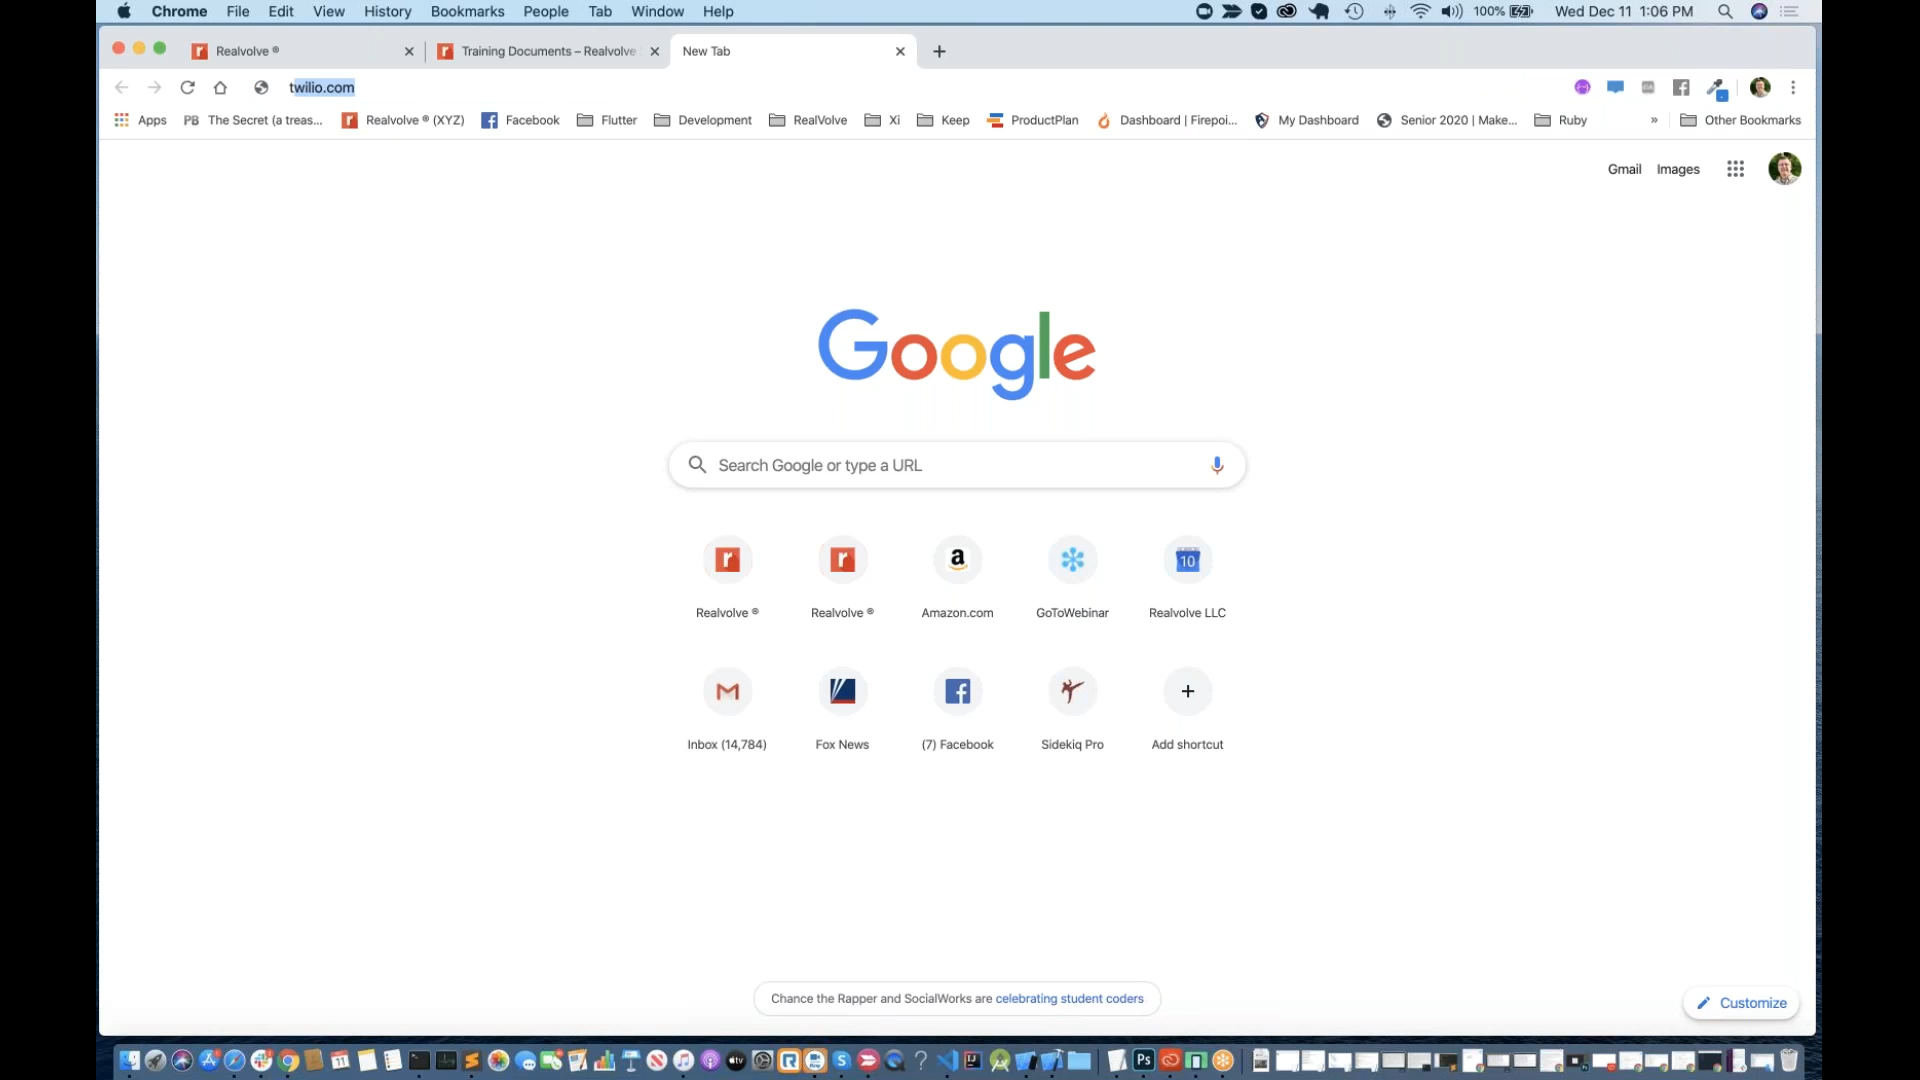 Chrome File Edit View History Bookmarks People Tab Window Help 100% Wed Dec 11 1:06 PM
Realvolve ® Training Documents – Realvolve New Tab
twilio.com
Apps PB The Secret (a treas... Realvolve ® (XYZ) Facebook Flutter Development RealVolve Xi Keep ProductPlan Dashboard | Firepoi... My Dashboard Senior 2020 | Make... Ruby » Other Bookmarks
Gmail Images
Google
Search Google or type a URL
Realvolve ® Realvolve ® Amazon.com GoToWebinar Realvolve LLC
Inbox (14,784) Fox News (7) Facebook Sidekiq Pro Add shortcut
Chance the Rapper and SocialWorks are celebrating student coders
Customize